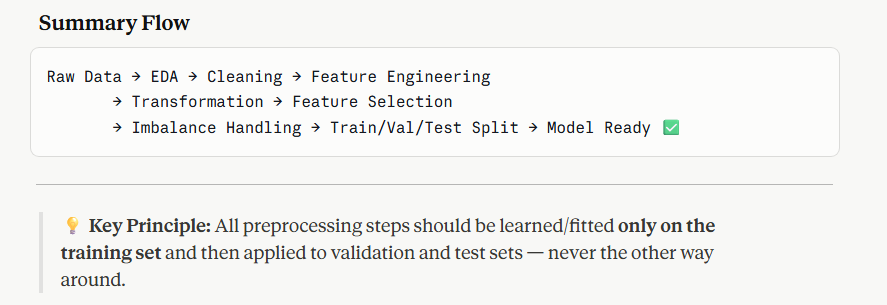 Summary Flow
Raw Data → EDA → Cleaning → Feature Engineering
→ Transformation → Feature Selection
→ Imbalance Handling → Train/Val/Test Split → Model Ready ✅
💡 Key Principle: All preprocessing steps should be learned/fitted only on the
training set and then applied to validation and test sets — never the other way
around.